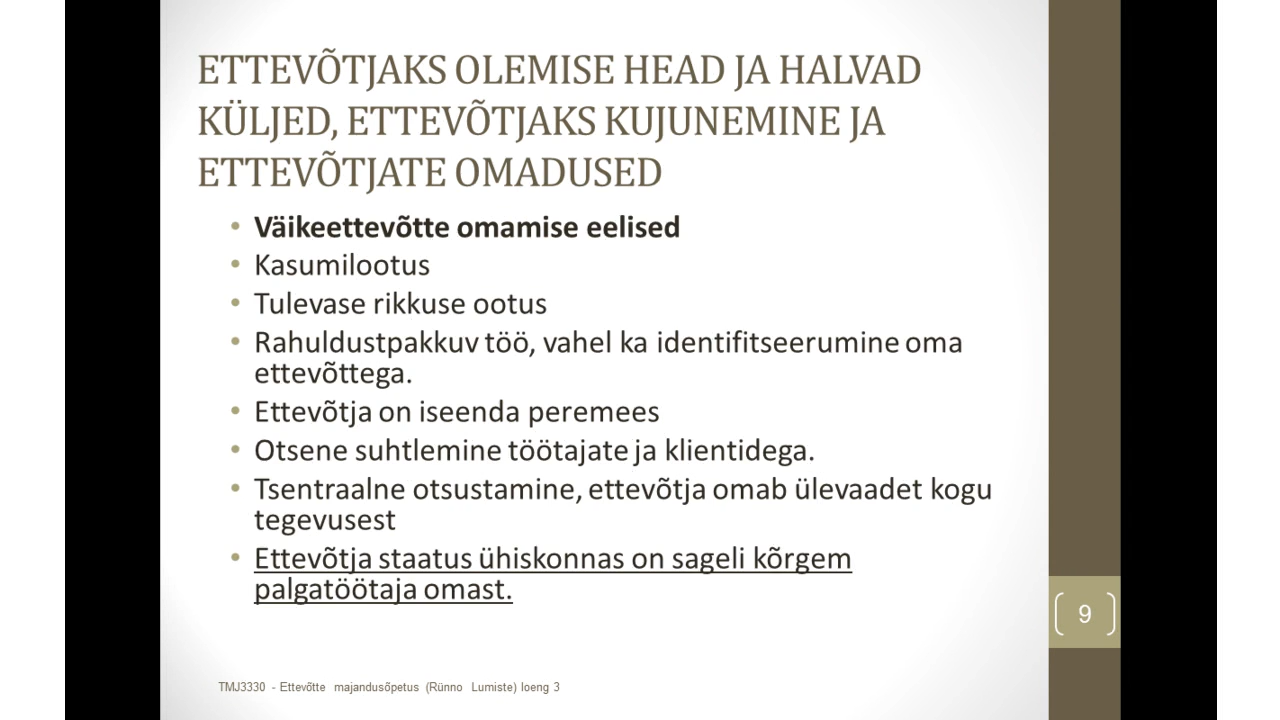 ETTEVÕTJAKS OLEMISE HEAD JA HALVAD
KÜLJED, ETTEVÕTJAKS KUJUNEMINE JA
ETTEVÕTJATE OMADUSED
• Väikeettevõtte omamise eelised
• Kasumilootus
• Tulevase rikkuse ootus
• Rahuldustpakkuv töö, vahel ka identifitseerumine oma
ettevõttega.
• Ettevõtja on iseenda peremees
• Otsene suhtlemine töötajate ja klientidega.
• Tsentraalne otsustamine, ettevõtja omab ülevaadet kogu
tegevusest
• Ettevõtja staatus ühiskonnas on sageli kõrgem
palgatöötaja omast.
9
TMJ3330 - Ettevõtte majandusõpetus (Rünno Lumiste) loeng 3